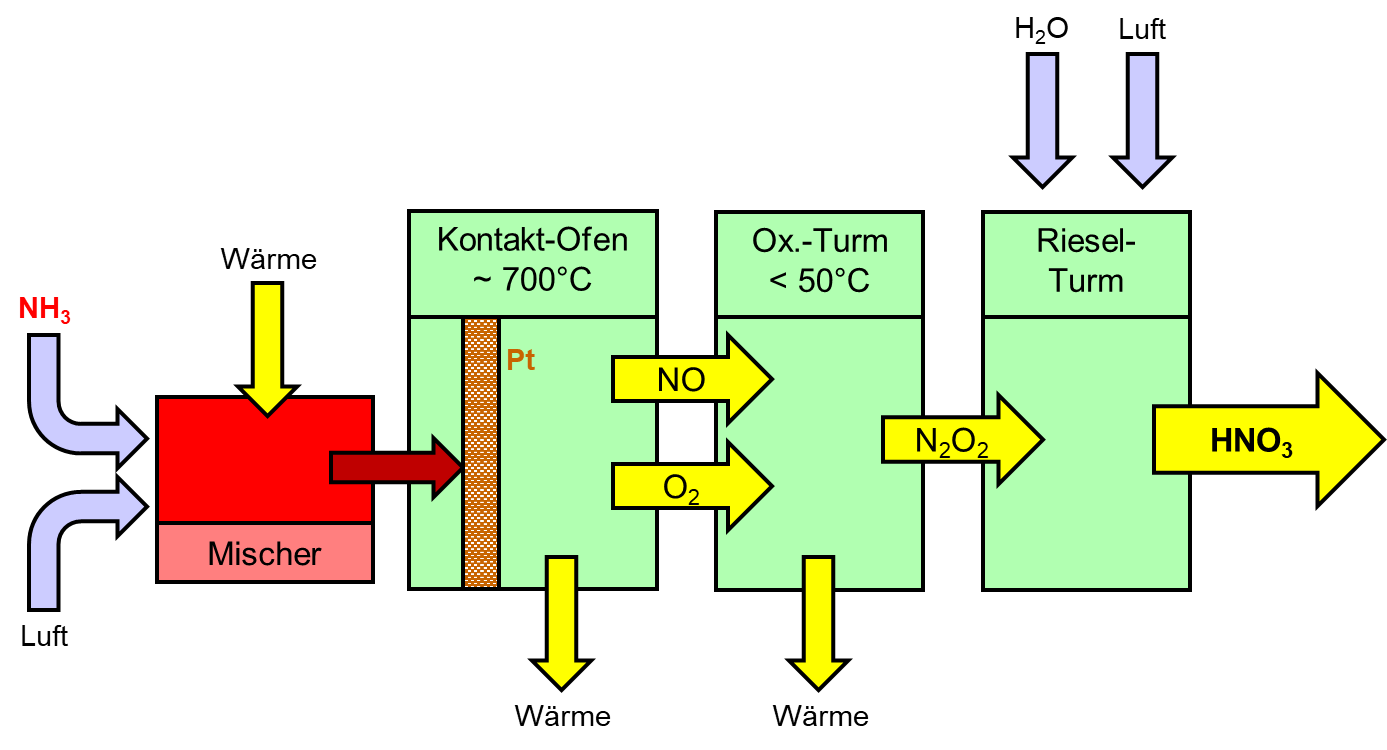 H₂O
Luft
Kontakt-Ofen
~ 700°C
Ox.-Turm
< 50°C
Riesel-
Turm
Wärme
NH₃
Pt
NO
N₂O₂
HNO₃
O₂
Mischer
Luft
Wärme
Wärme